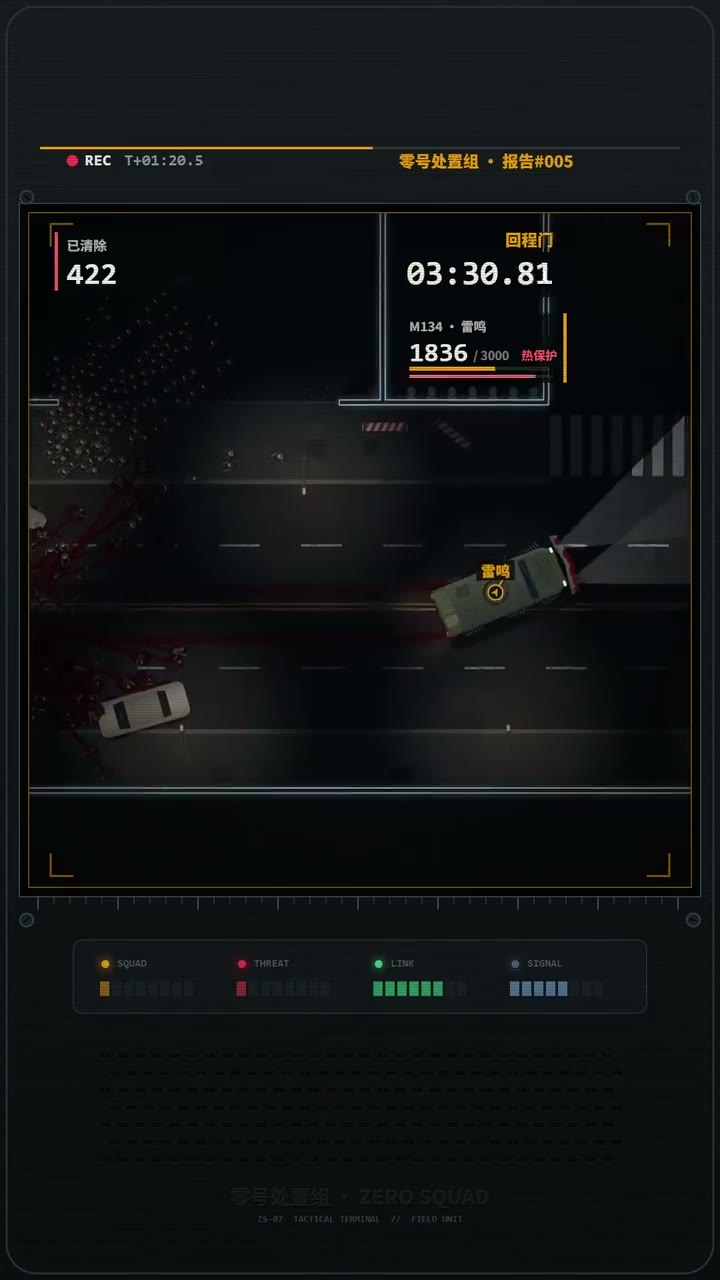 REC T+01:20.5
零号处置组 • 报告#005
已清除
422
回程门
03:30.81
M134 • 雷鸣
1836 / 3000 热保护
雷鸣
SQUAD THREAT LINK SIGNAL
零号处置组 • ZERO SQUAD
ZS-07 TACTICAL TERMINAL // FIELD UNIT